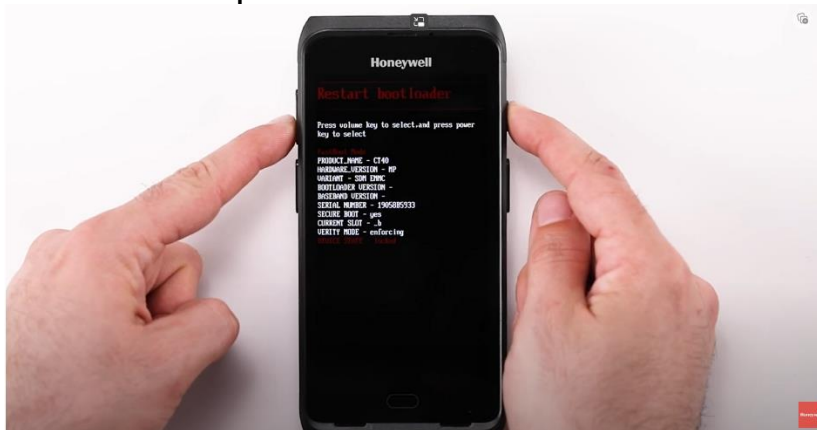 Honeywell
Restart bootloader
Press volume key to select,and press power
key to select
FastBoot Mode
PRODUCT_NAME - CT40
HARDWARE_VERSION - MP
VARIANT - SDM EMMC
BOOTLOADER VERSION -
BASEBAND VERSION -
SERIAL NUMBER - 1905885933
SECURE BOOT - yes
CURRENT SLOT - _b
VERITY MODE - enforcing
DEVICE STATE - locked
Honeywell